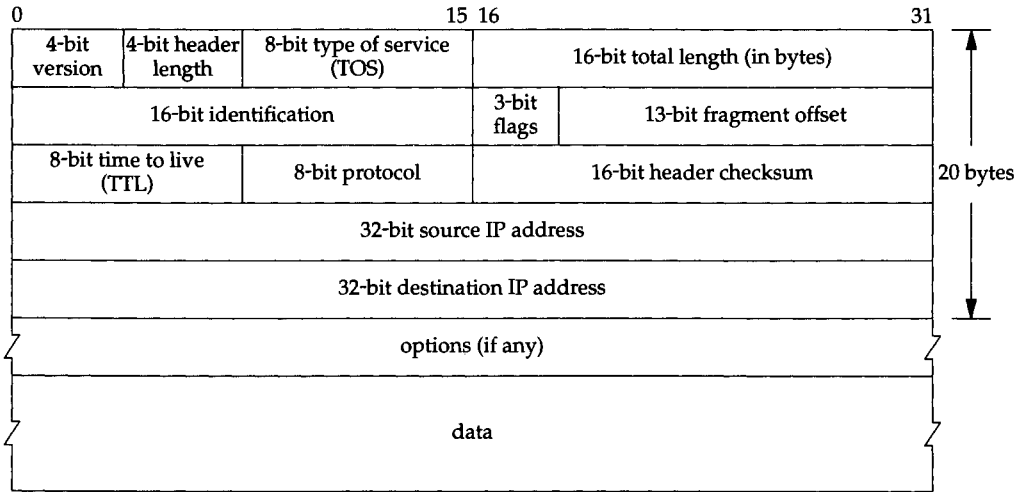 0 15 16 31
4-bit version
4-bit header length
8-bit type of service (TOS)
16-bit total length (in bytes)
16-bit identification
3-bit flags
13-bit fragment offset
8-bit time to live (TTL)
8-bit protocol
16-bit header checksum
20 bytes
32-bit source IP address
32-bit destination IP address
options (if any)
data